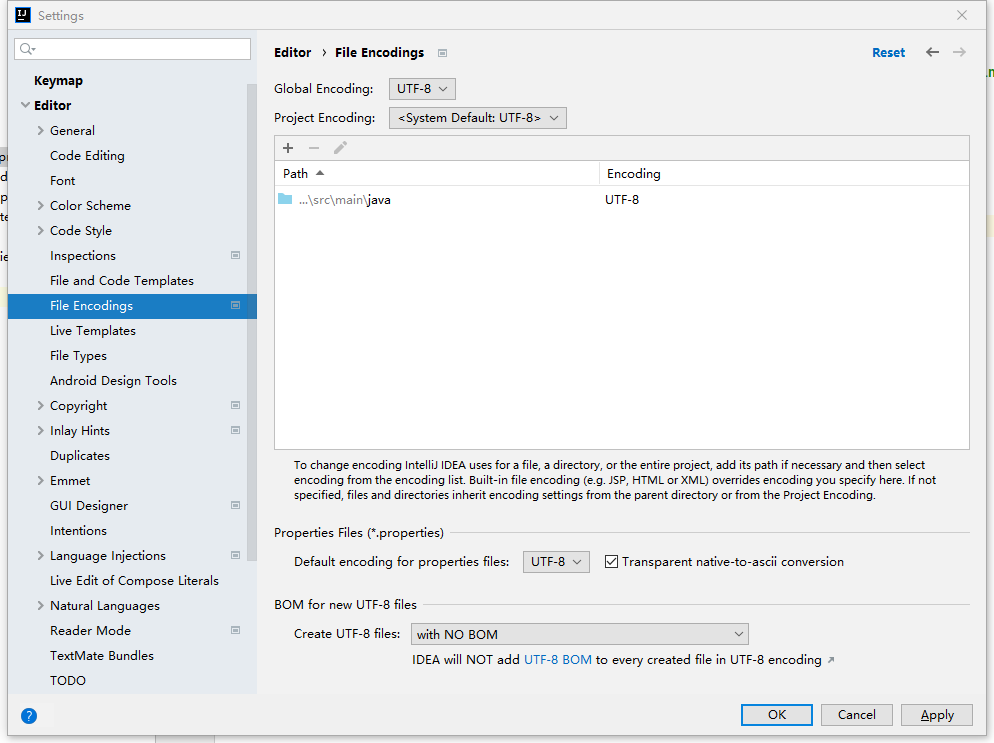 Settings
Keymap
Editor
General
Code Editing
Font
Color Scheme
Code Style
Inspections
File and Code Templates
File Encodings
Live Templates
File Types
Android Design Tools
Copyright
Inlay Hints
Duplicates
Emmet
GUI Designer
Intentions
Language Injections
Live Edit of Compose Literals
Natural Languages
Reader Mode
TextMate Bundles
TODO
Editor › File Encodings
Reset
Global Encoding: UTF-8
Project Encoding: <System Default: UTF-8>
Path Encoding
...\src\main\java UTF-8
To change encoding IntelliJ IDEA uses for a file, a directory, or the entire project, add its path if necessary and then select
encoding from the encoding list. Built-in file encoding (e.g. JSP, HTML or XML) overrides encoding you specify here. If not
specified, files and directories inherit encoding settings from the parent directory or from the Project Encoding.
Properties Files (*.properties)
Default encoding for properties files: UTF-8 Transparent native-to-ascii conversion
BOM for new UTF-8 files
Create UTF-8 files: with NO BOM
IDEA will NOT add UTF-8 BOM to every created file in UTF-8 encoding ↗
? OK Cancel Apply